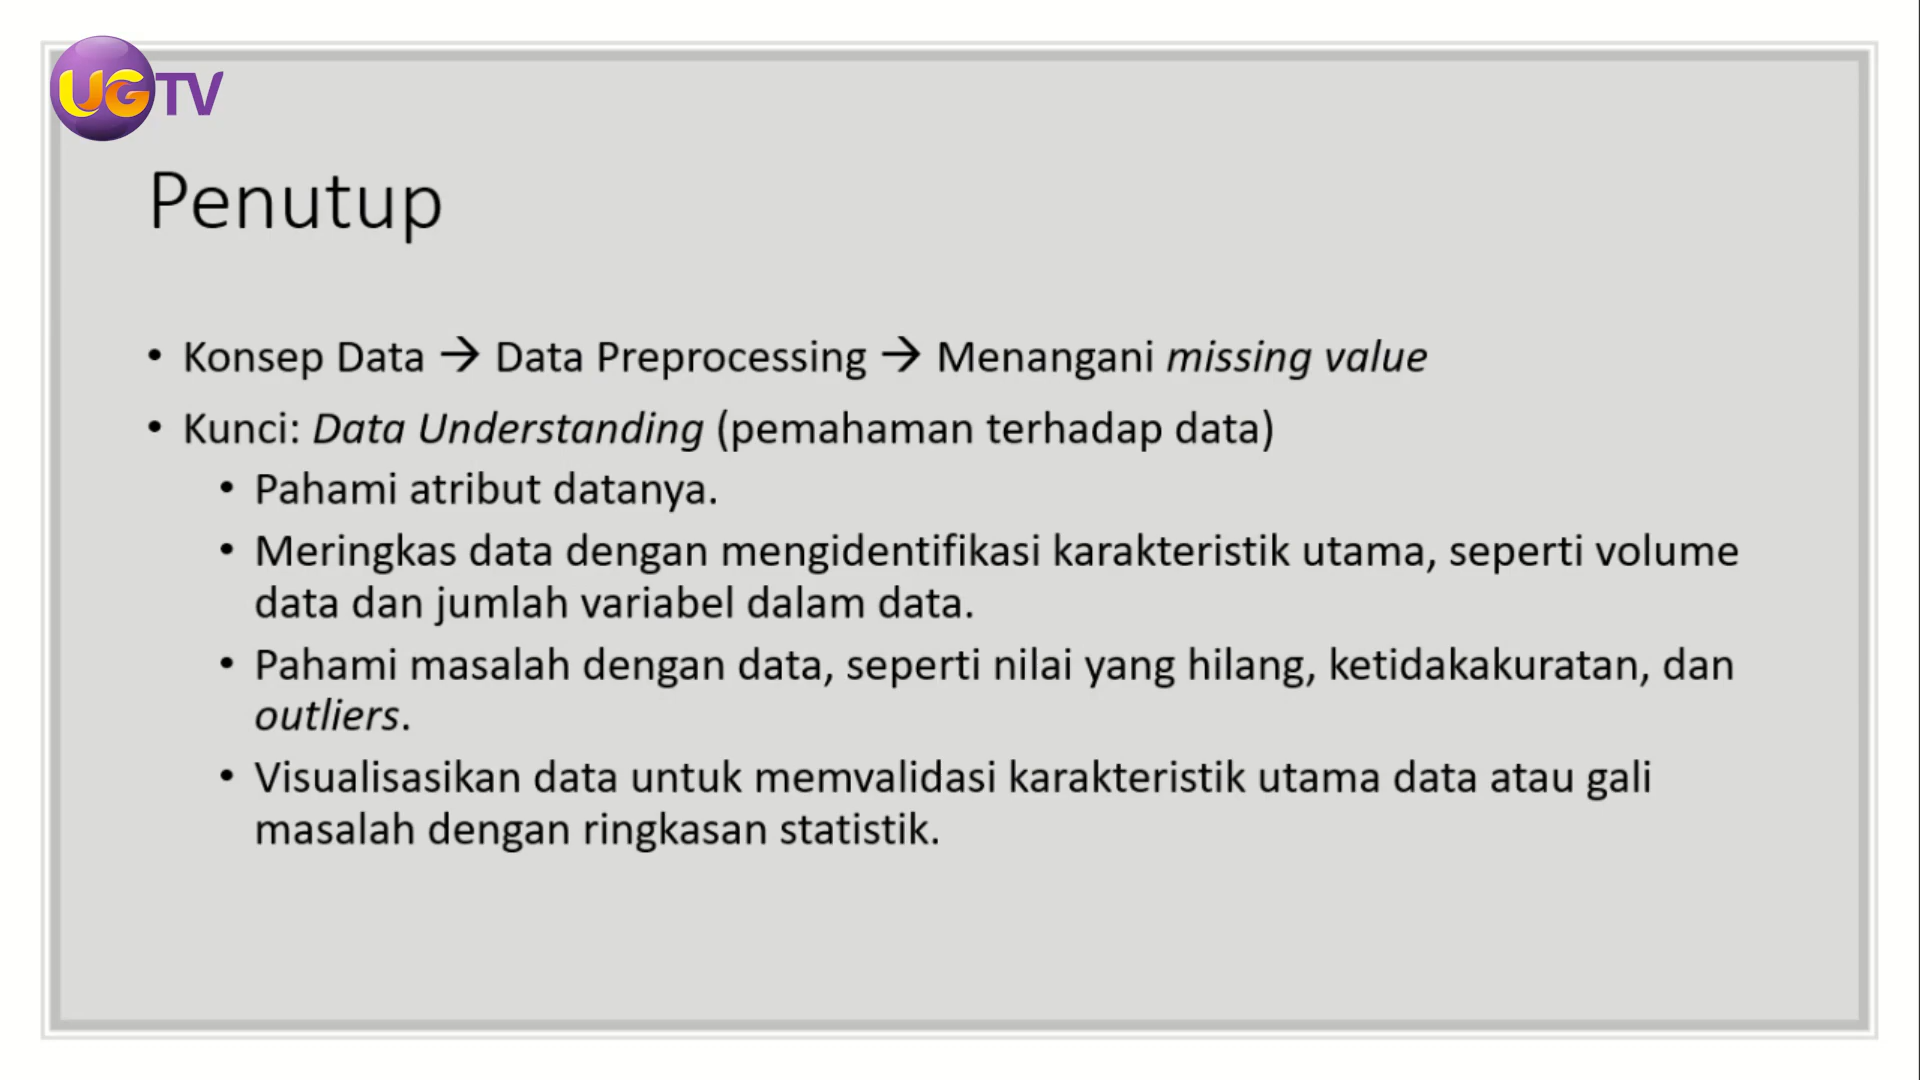 UGTV
Penutup
• Konsep Data → Data Preprocessing → Menangani missing value
• Kunci: Data Understanding (pemahaman terhadap data)
• Pahami atribut datanya.
• Meringkas data dengan mengidentifikasi karakteristik utama, seperti volume
data dan jumlah variabel dalam data.
• Pahami masalah dengan data, seperti nilai yang hilang, ketidakakuratan, dan
outliers.
• Visualisasikan data untuk memvalidasi karakteristik utama data atau gali
masalah dengan ringkasan statistik.